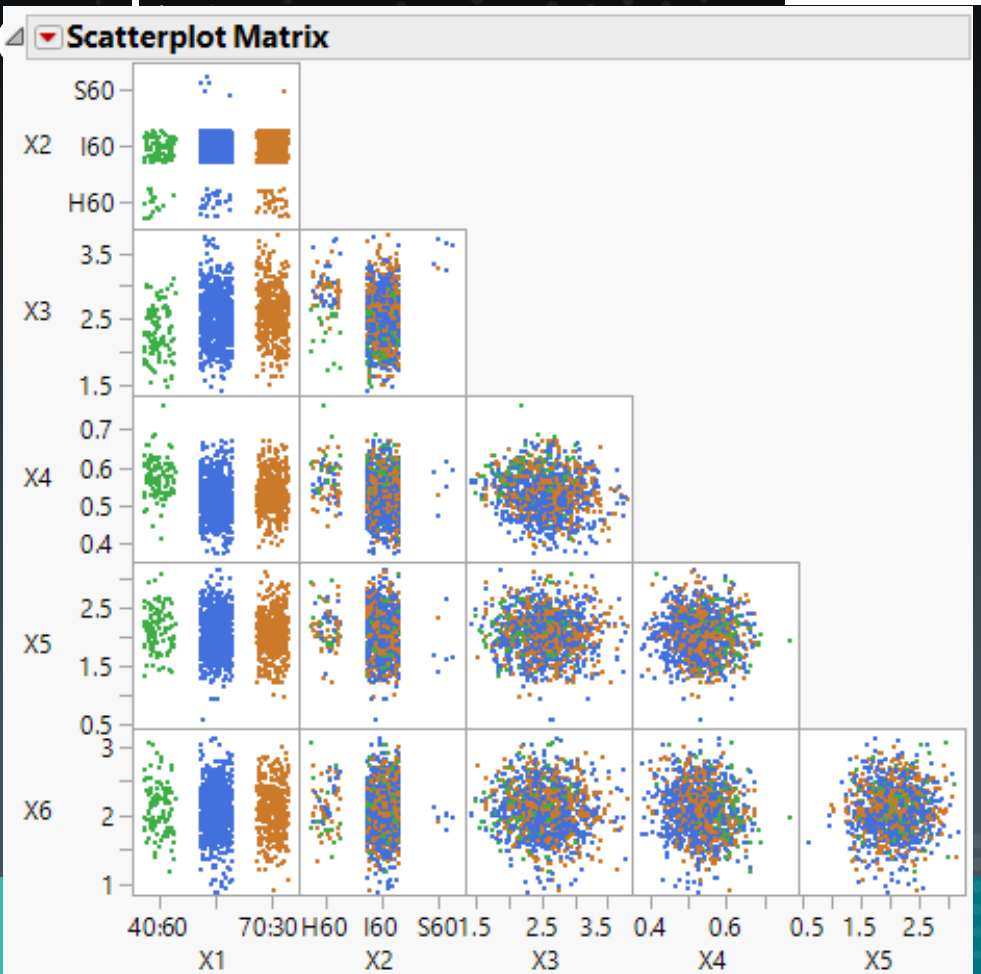 Scatterplot Matrix
S60
X2 I60
H60
3.5
X3 2.5
1.5
0.7
X4 0.6
0.5
0.4
2.5
X5 1.5
0.5
3
X6 2
1
40:60 70:30 H60 I60 S60 1.5 2.5 3.5 0.4 0.6 0.5 1.5 2.5
X1 X2 X3 X4 X5